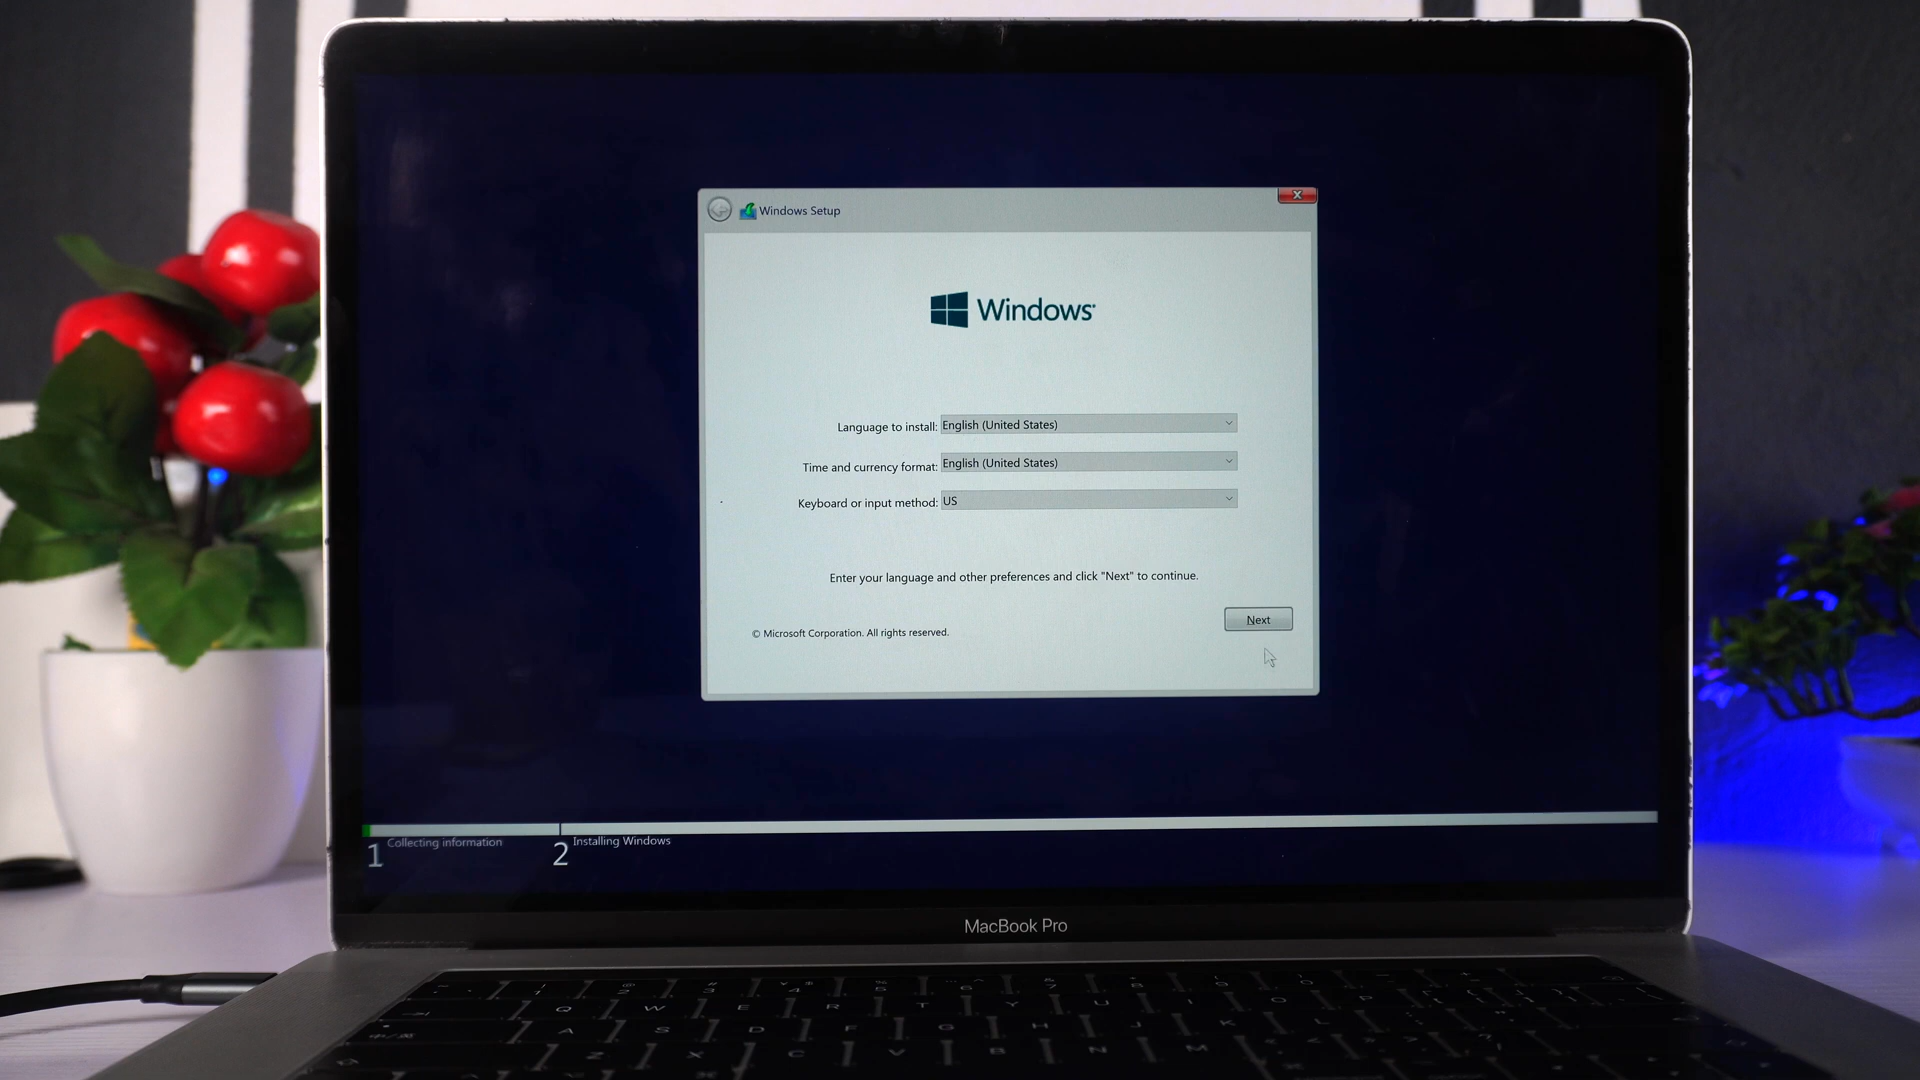 Windows Setup
Windows
Language to install: English (United States)
Time and currency format: English (United States)
Keyboard or input method: US
Enter your language and other preferences and click "Next" to continue.
Next
© Microsoft Corporation. All rights reserved.
1 Collecting information
2 Installing Windows
MacBook Pro
Q W E R T Y U I O P
A S D F G H J K L
Z X C V B N M